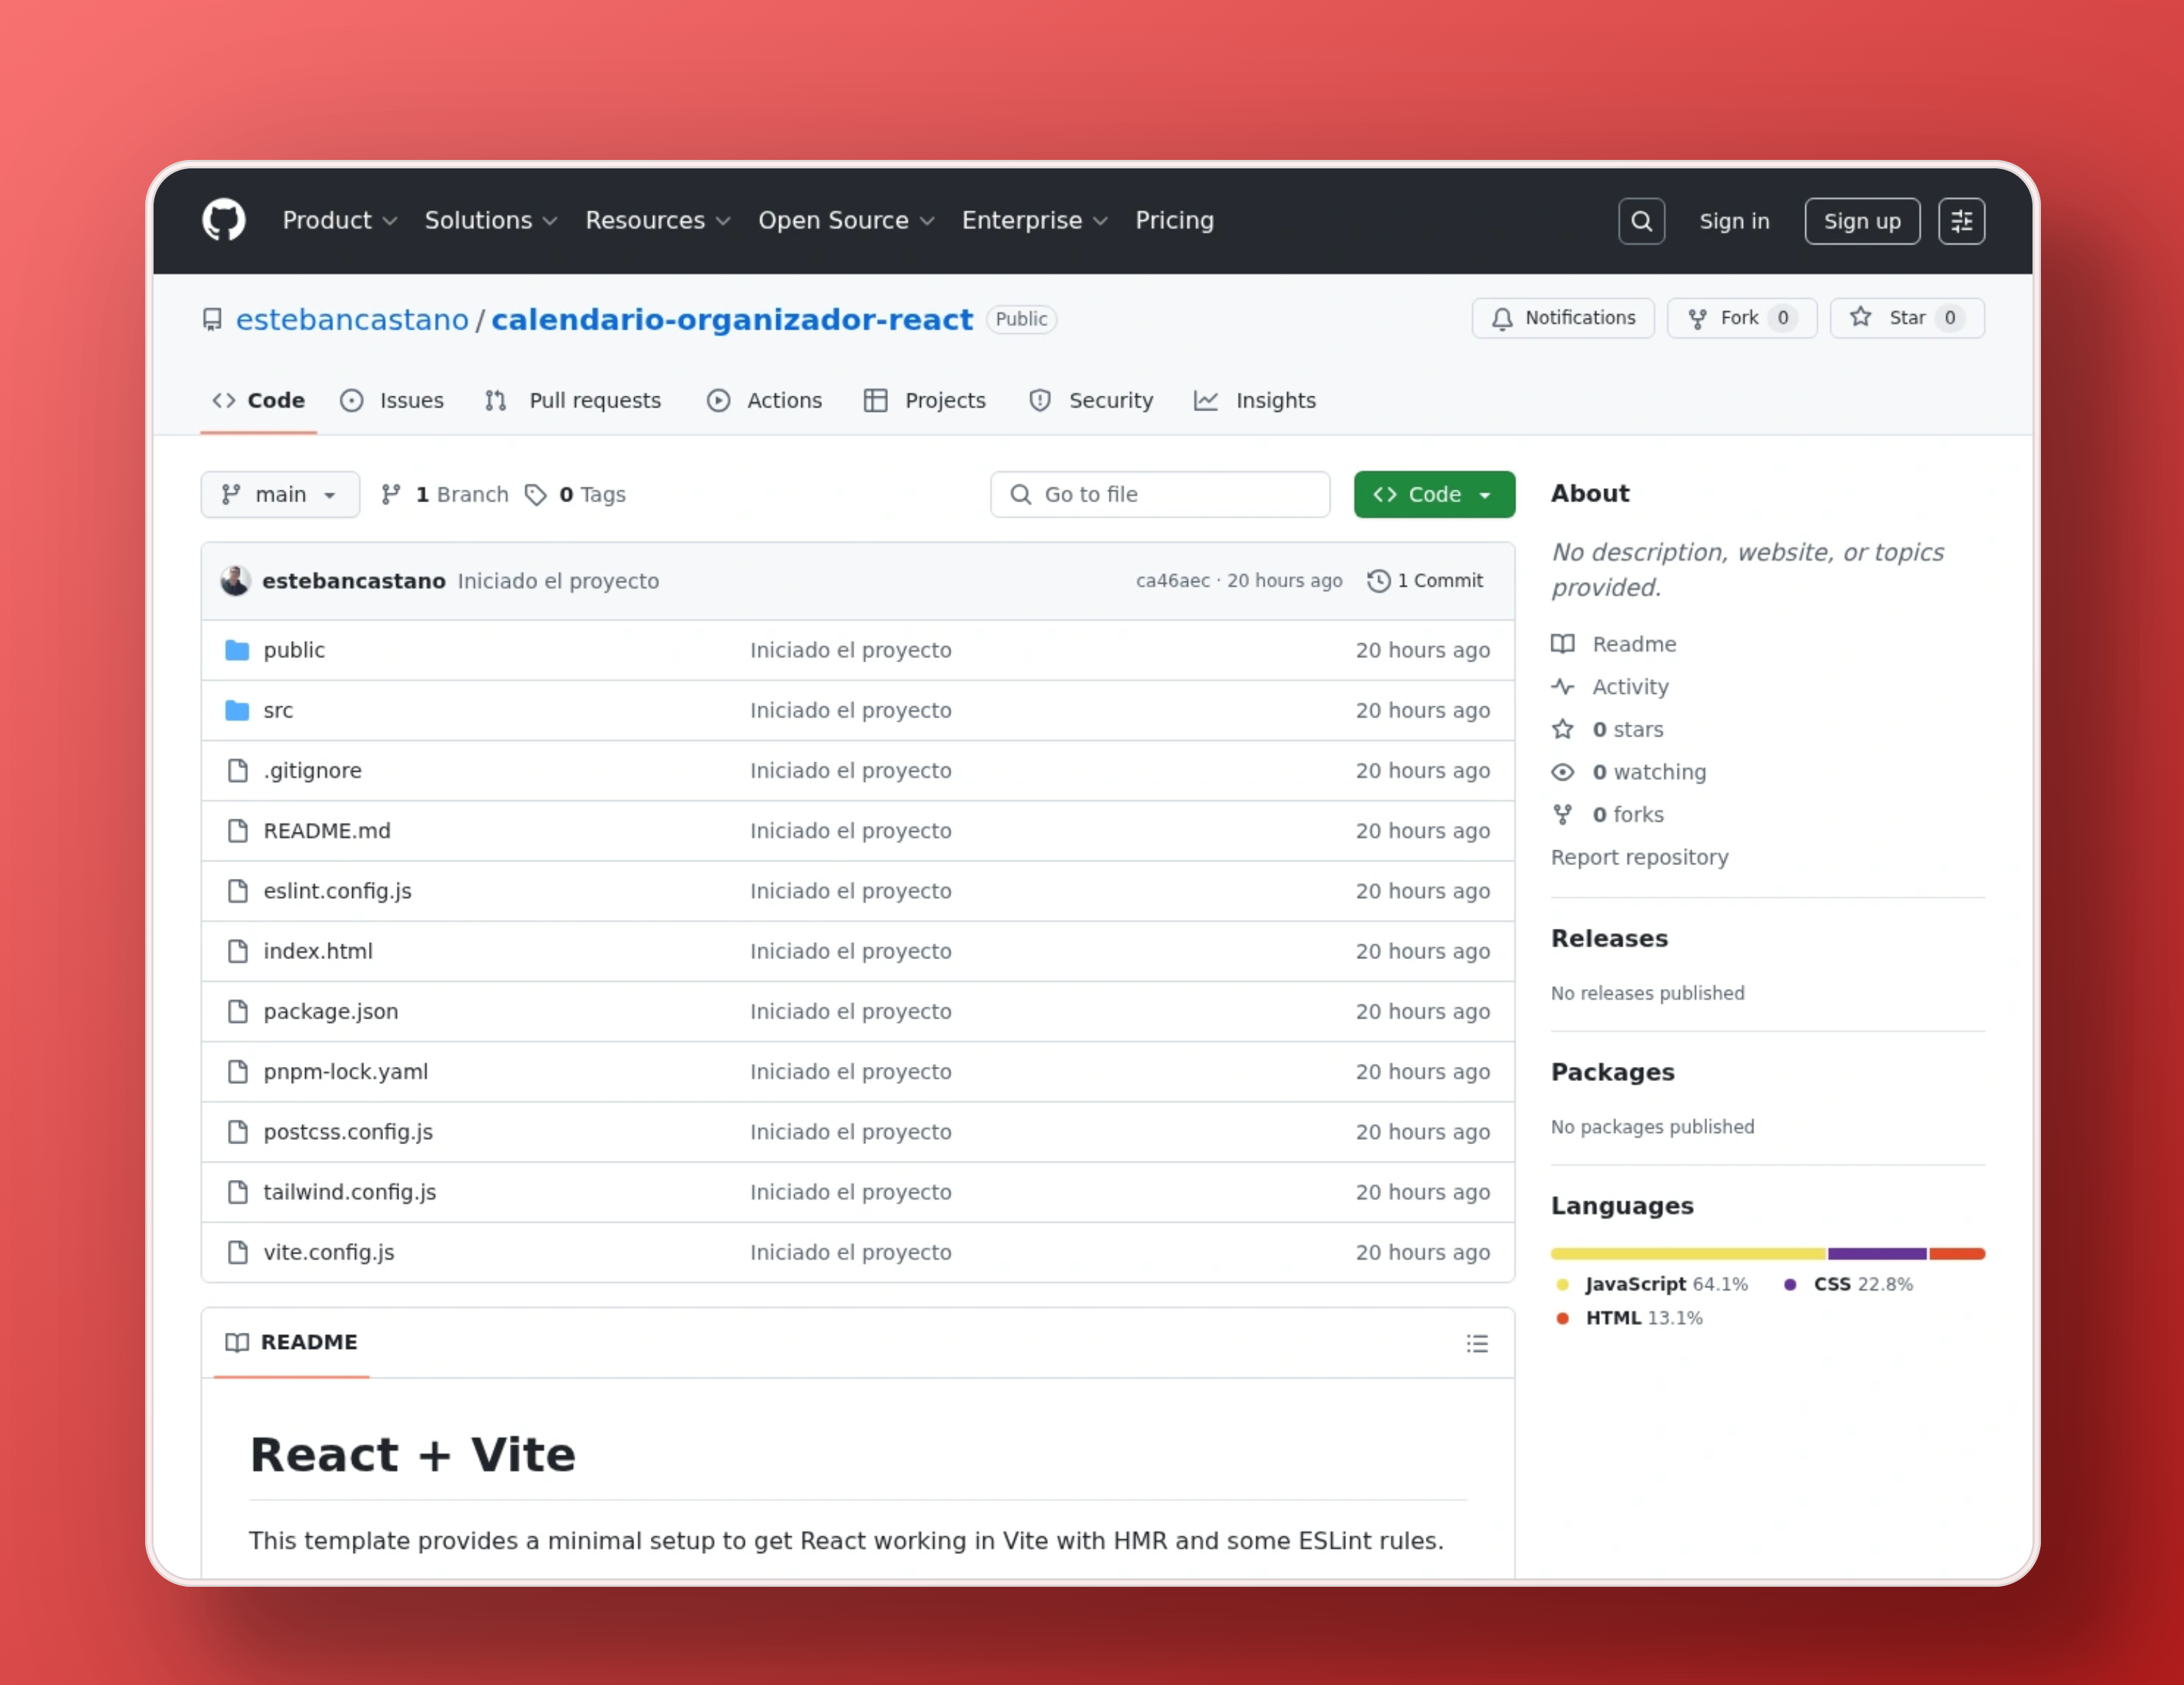 Product Solutions Resources Open Source Enterprise Pricing Sign in Sign up
estebancastano / calendario-organizador-react Public Notifications Fork 0 Star 0
Code Issues Pull requests Actions Projects Security Insights
main 1 Branch 0 Tags Go to file Code
estebancastano Iniciado el proyecto ca46aec · 20 hours ago 1 Commit
public Iniciado el proyecto 20 hours ago
src Iniciado el proyecto 20 hours ago
.gitignore Iniciado el proyecto 20 hours ago
README.md Iniciado el proyecto 20 hours ago
eslint.config.js Iniciado el proyecto 20 hours ago
index.html Iniciado el proyecto 20 hours ago
package.json Iniciado el proyecto 20 hours ago
pnpm-lock.yaml Iniciado el proyecto 20 hours ago
postcss.config.js Iniciado el proyecto 20 hours ago
tailwind.config.js Iniciado el proyecto 20 hours ago
vite.config.js Iniciado el proyecto 20 hours ago
README
React + Vite
This template provides a minimal setup to get React working in Vite with HMR and some ESLint rules.
About
No description, website, or topics
provided.
Readme
Activity
0 stars
0 watching
0 forks
Report repository
Releases
No releases published
Packages
No packages published
Languages
JavaScript 64.1% CSS 22.8%
HTML 13.1%